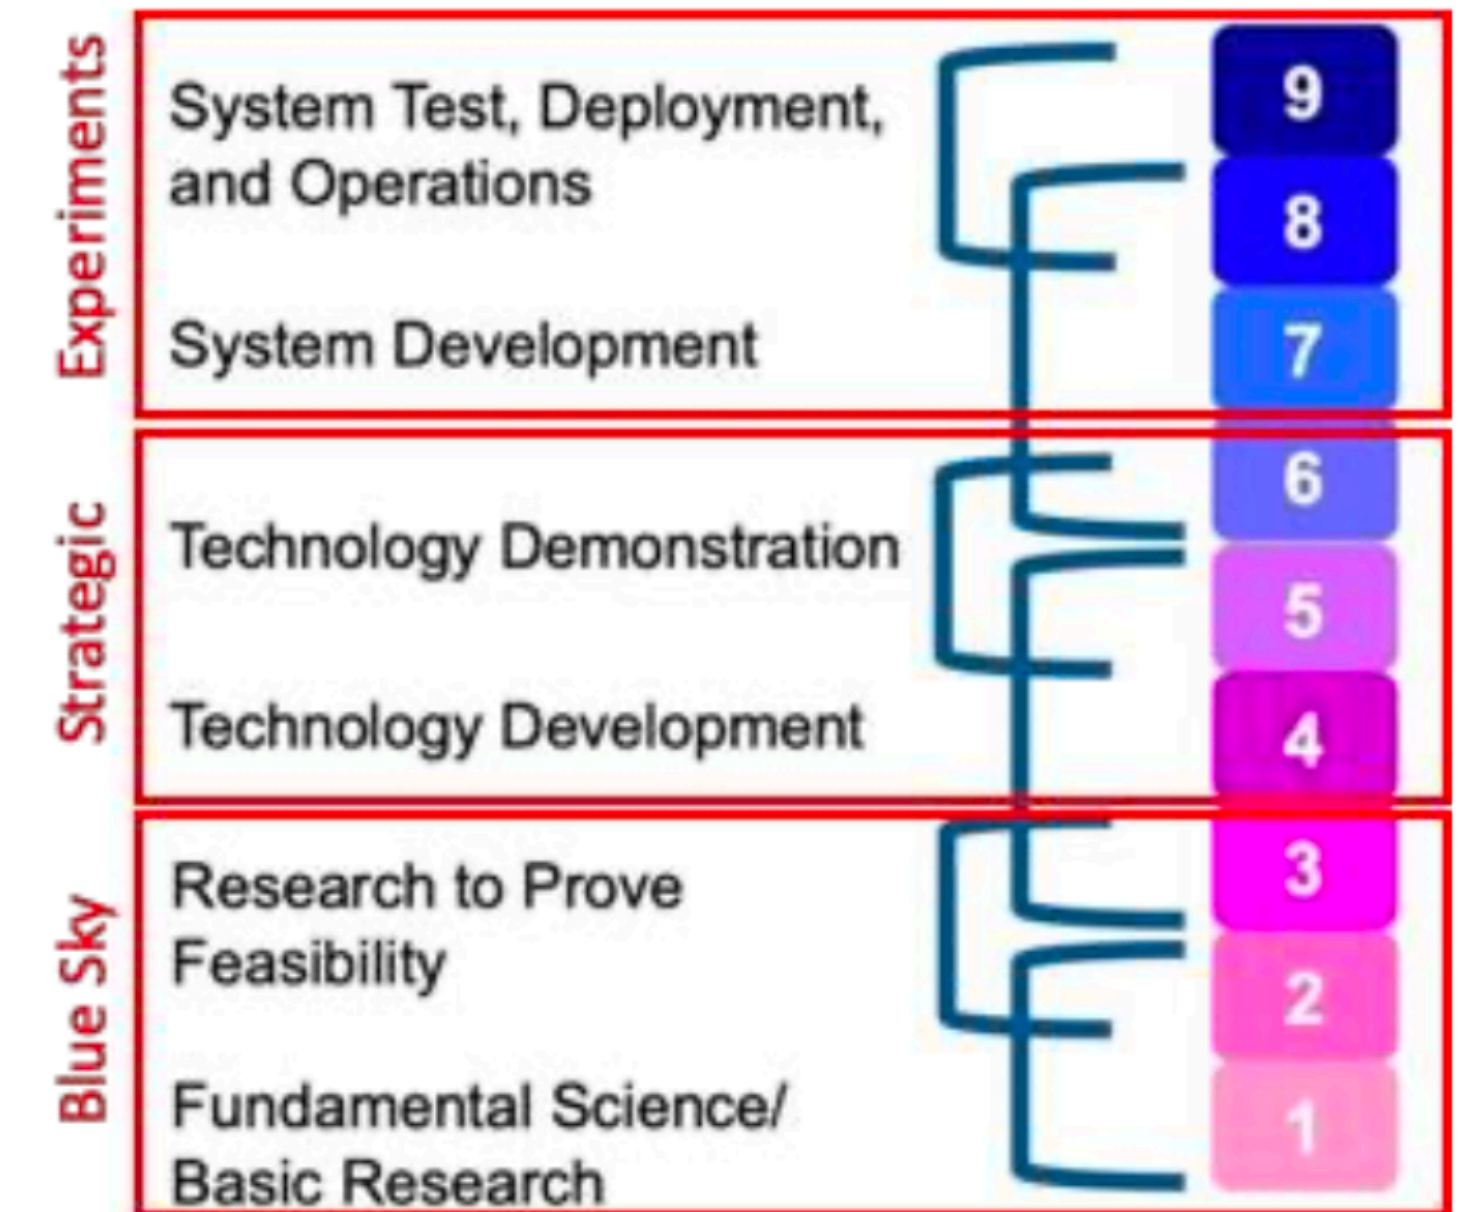 Experiments
System Test, Deployment,
and Operations
System Development
9
8
7
Strategic
Technology Demonstration
Technology Development
6
5
4
Blue Sky
Research to Prove
Feasibility
Fundamental Science/
Basic Research
3
2
1